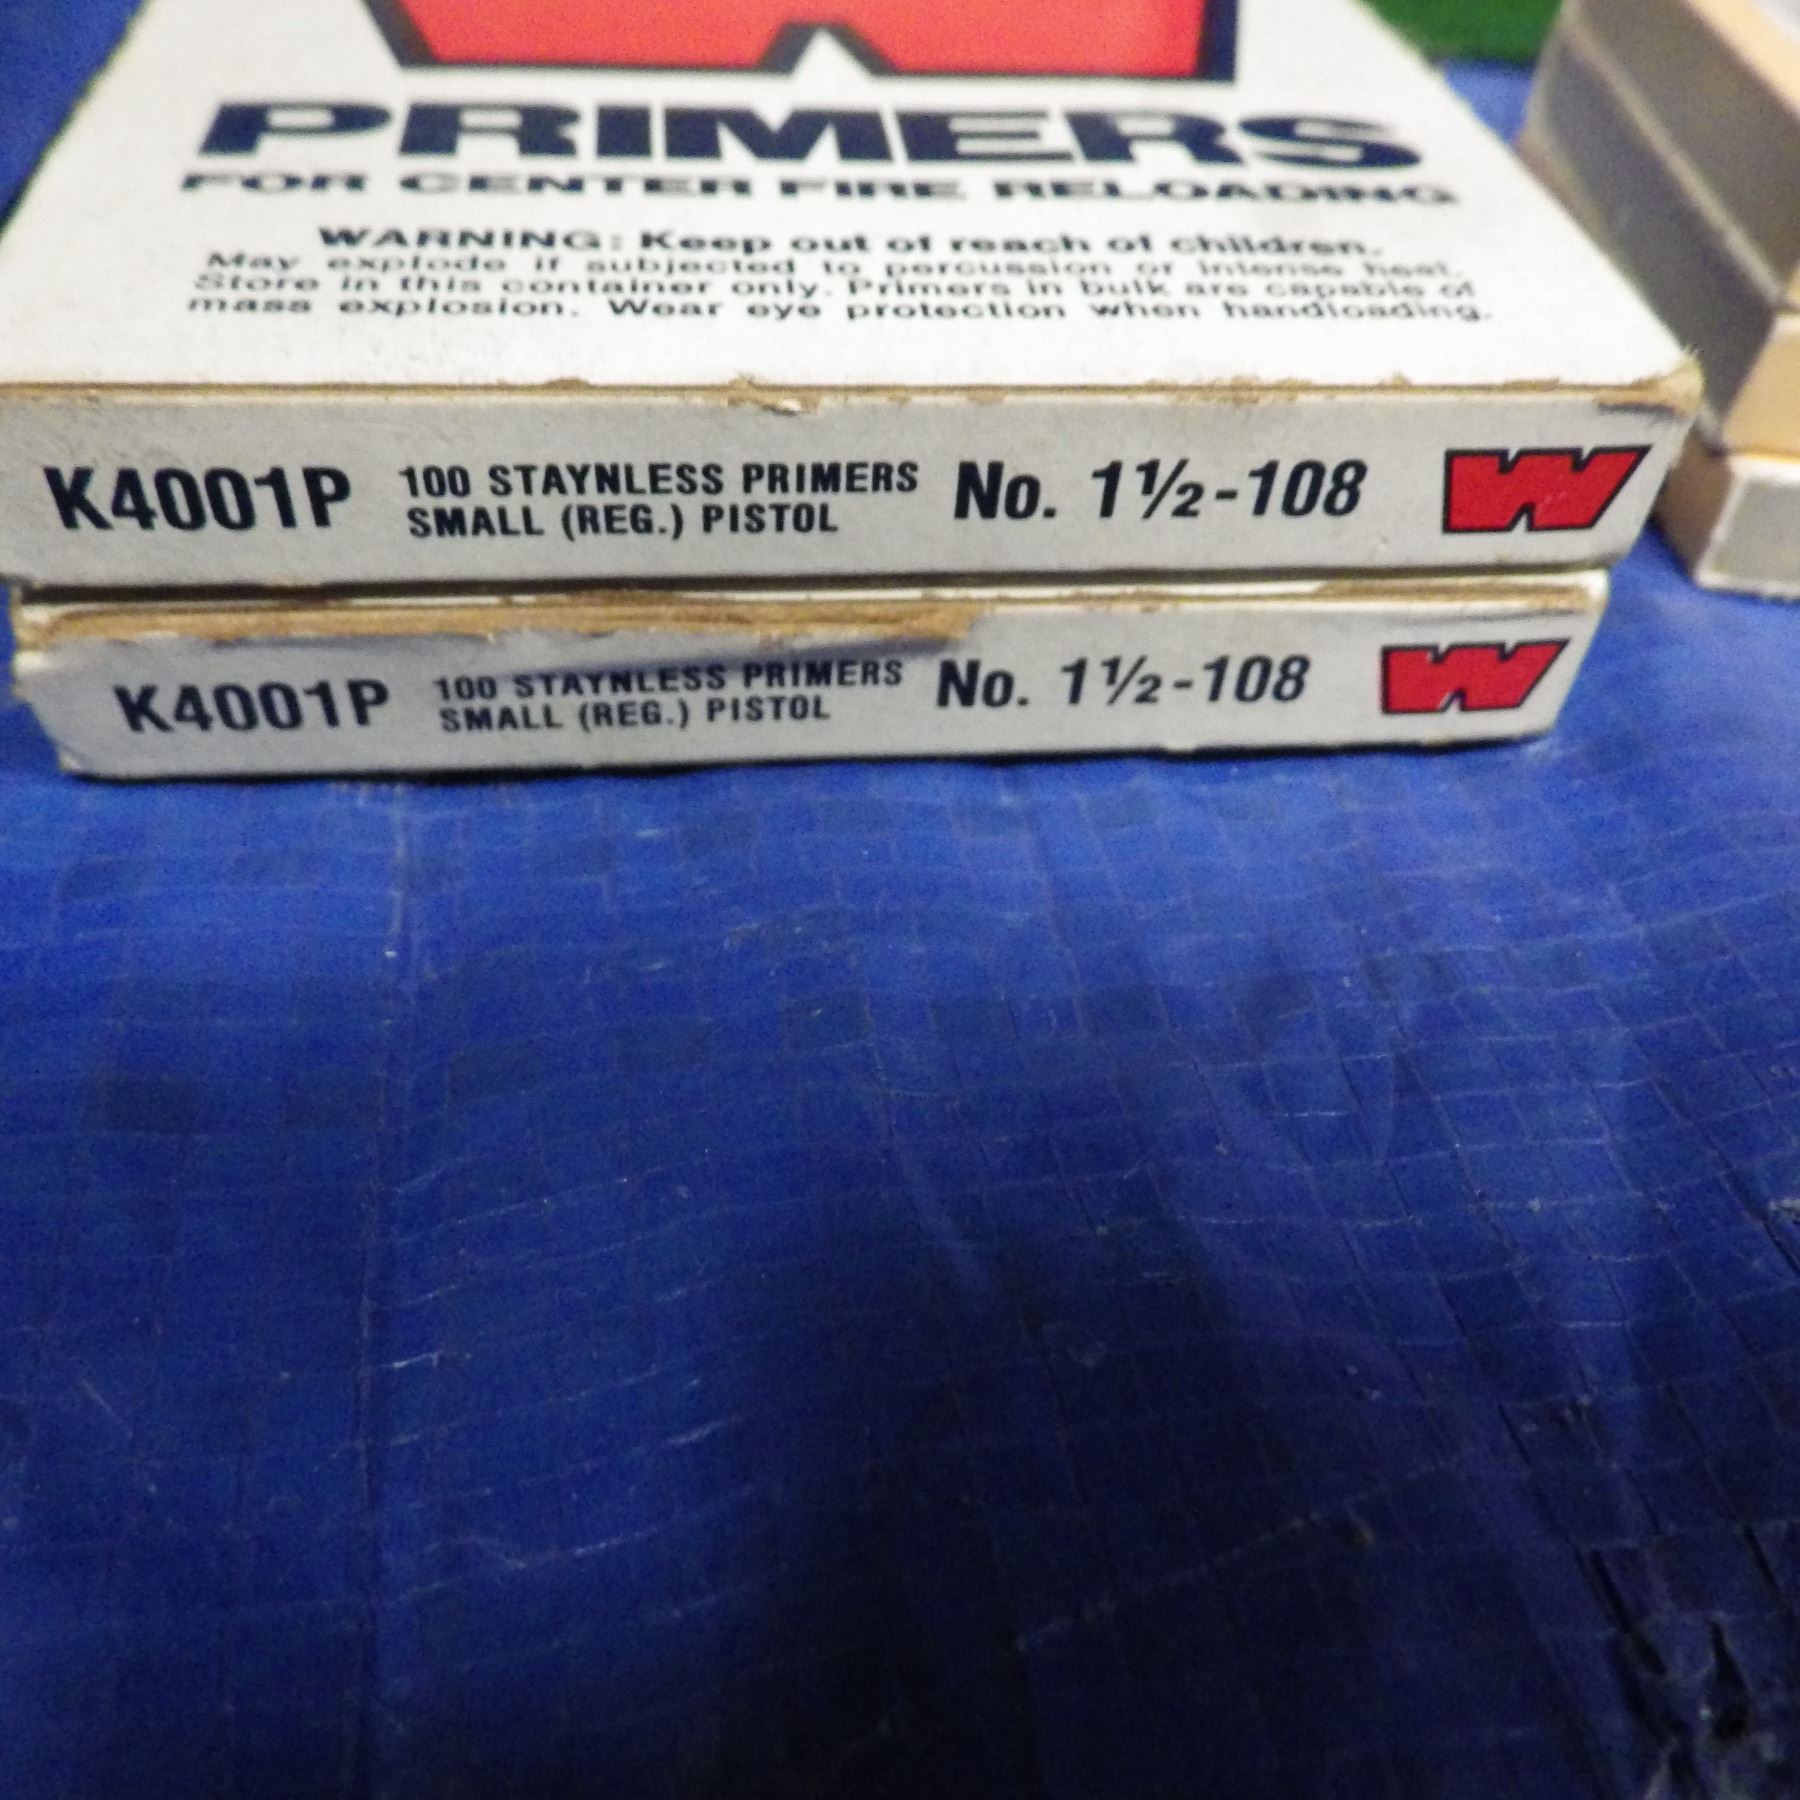 PRIMERS
FOR CENTER FIRE RELOADING
WARNING: Keep out of reach of children.
May explode if subjected to percussion or intense heat.
Store in this container only. Primers in bulk are capable of
mass explosion. Wear eye protection when handloading.
K4001P 100 STAYNLESS PRIMERS No. 1½-108 W
SMALL (REG.) PISTOL
K4001P 100 STAYNLESS PRIMERS No. 1½-108 W
SMALL (REG.) PISTOL